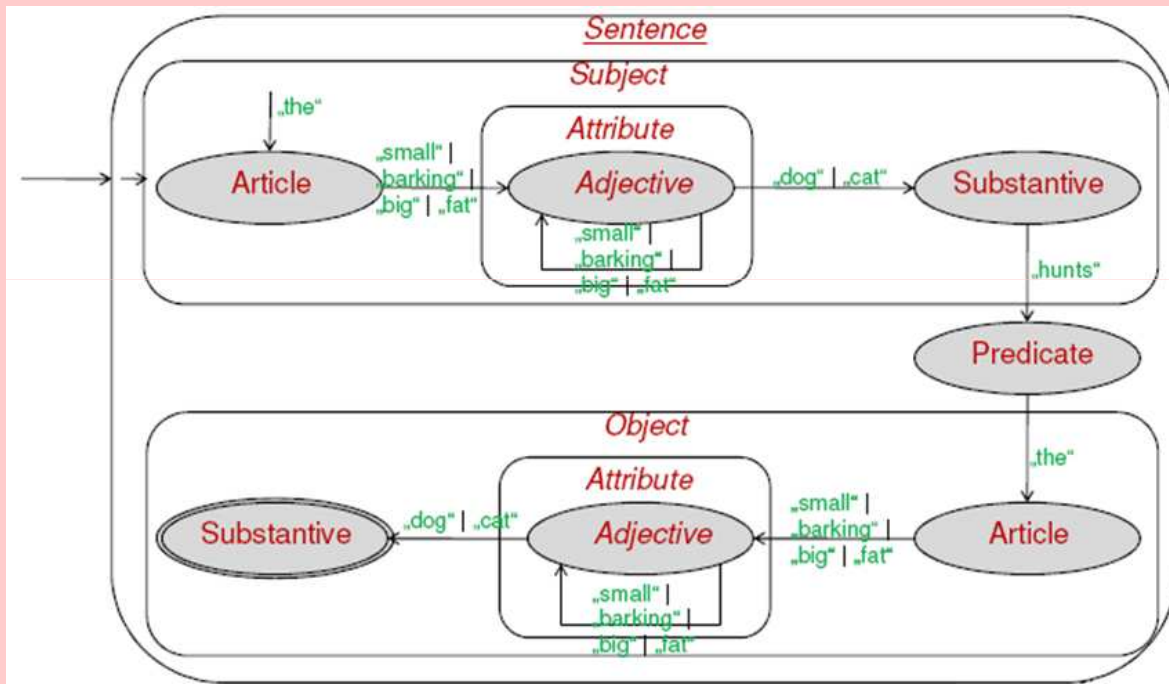 Sentence
Subject
„the“
Attribute
„small“ |
„barking“ |
„big“ | „fat“
Article
Adjective
„dog“ | „cat“
Substantive
„small“ |
„barking“ |
„big“ | „fat“
„hunts“
Predicate
Object
„the“
Attribute
Substantive
„dog“ | „cat“
Adjective
„small“ |
„barking“ |
„big“ | „fat“
Article
„small“ |
„barking“ |
„big“ | „fat“